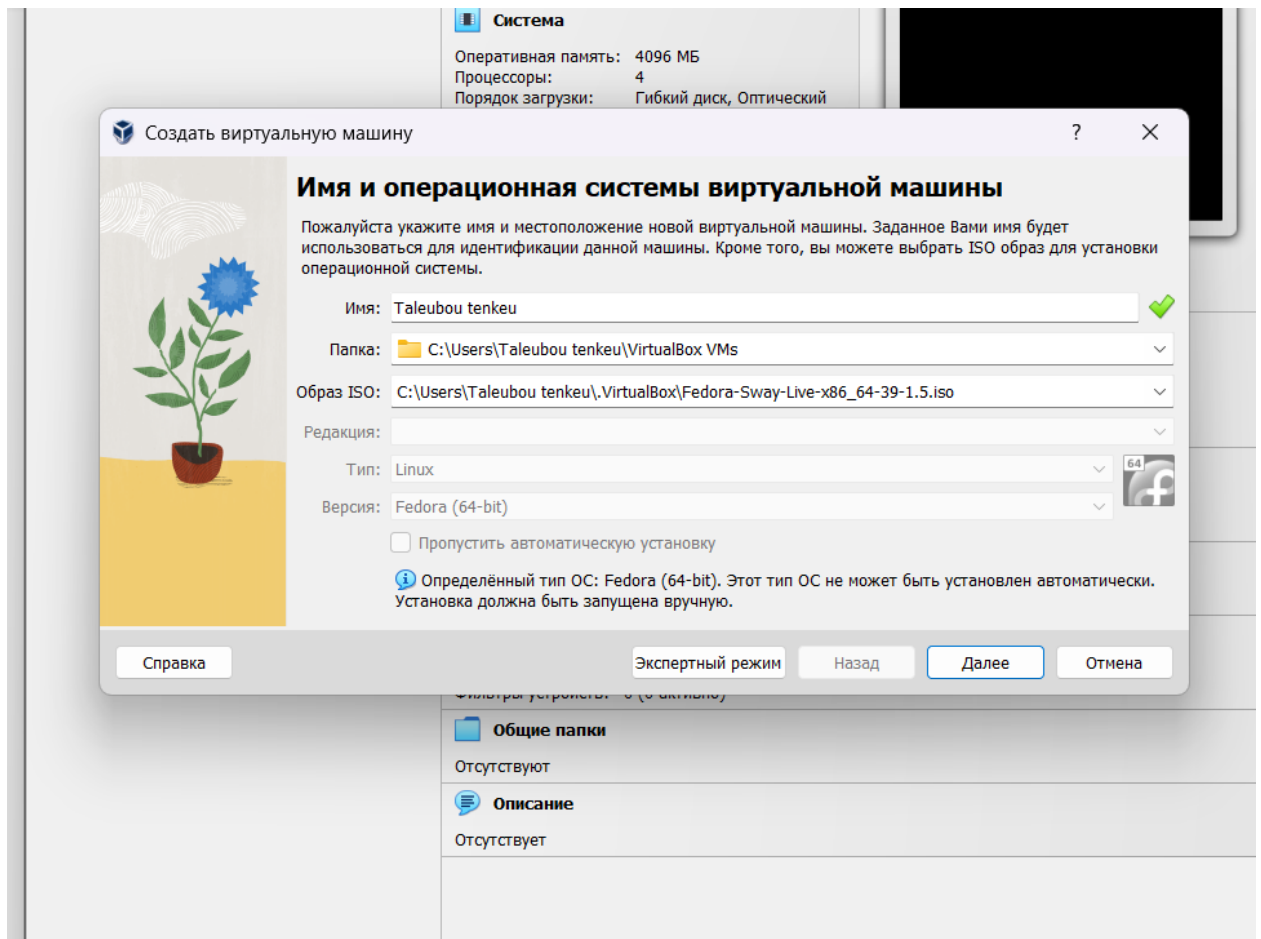 Система
Оперативная память: 4096 МБ
Процессоры: 4
Порядок загрузки: Гибкий диск, Оптический
Создать виртуальную машину
?
Имя и операционная системы виртуальной машины
Пожалуйста укажите имя и местоположение новой виртуальной машины. Заданное Вами имя будет
использоваться для идентификации данной машины. Кроме того, вы можете выбрать ISO образ для установки
операционной системы.
Имя: Taleubou tenkeu
Папка: C:\Users\Taleubou tenkeu\VirtualBox VMs
Образ ISO: C:\Users\Taleubou tenkeu\.VirtualBox\Fedora-Sway-Live-x86_64-39-1.5.iso
Редакция:
Тип: Linux
64
Версия: Fedora (64-bit)
Пропустить автоматическую установку
Определённый тип ОС: Fedora (64-bit). Этот тип ОС не может быть установлен автоматически.
Установка должна быть запущена вручную.
Справка Экспертный режим Назад Далее Отмена
Фильтры устройств: 0 (0 активно)
Общие папки
Отсутствуют
Описание
Отсутствует